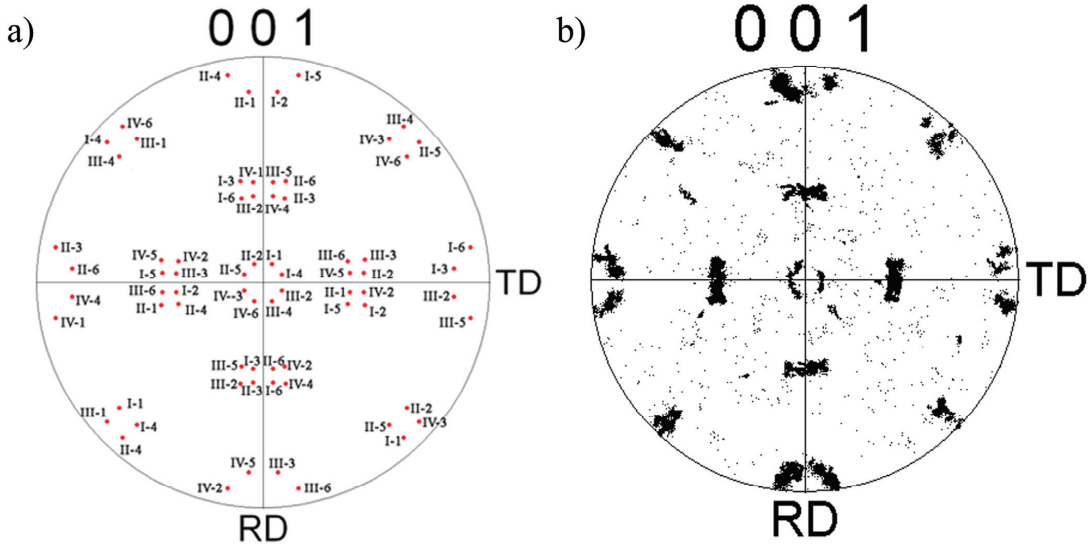 a)
0 0 1
II-4 I-5
II-1 I-2
IV-6 III-4
I-4 III-1 IV-3 II-5
III-4 IV-6
IV-1 III-5
I-3 II-6
I-6 II-3
III-2 IV-4
II-3 I-6
II-6 IV-5 IV-2 II-2 I-1 III-6 III-3 I-3
I-5 III-3 II-5 I-4 IV-5 II-2
TD
IV-4 III-6 I-2 IV--3 III-2 II-1 IV-2 III-2
IV-1 II-1 II-4 IV-6 III-4 I-5 I-2 III-5
I-3 II-6
III-5 IV-2
III-2 II-3 I-6 IV-4
I-1 II-2
III-1 I-4 II-5 IV-3
II-4 I-1
IV-5 III-3
IV-2 III-6
RD
b)
0 0 1
TD
RD